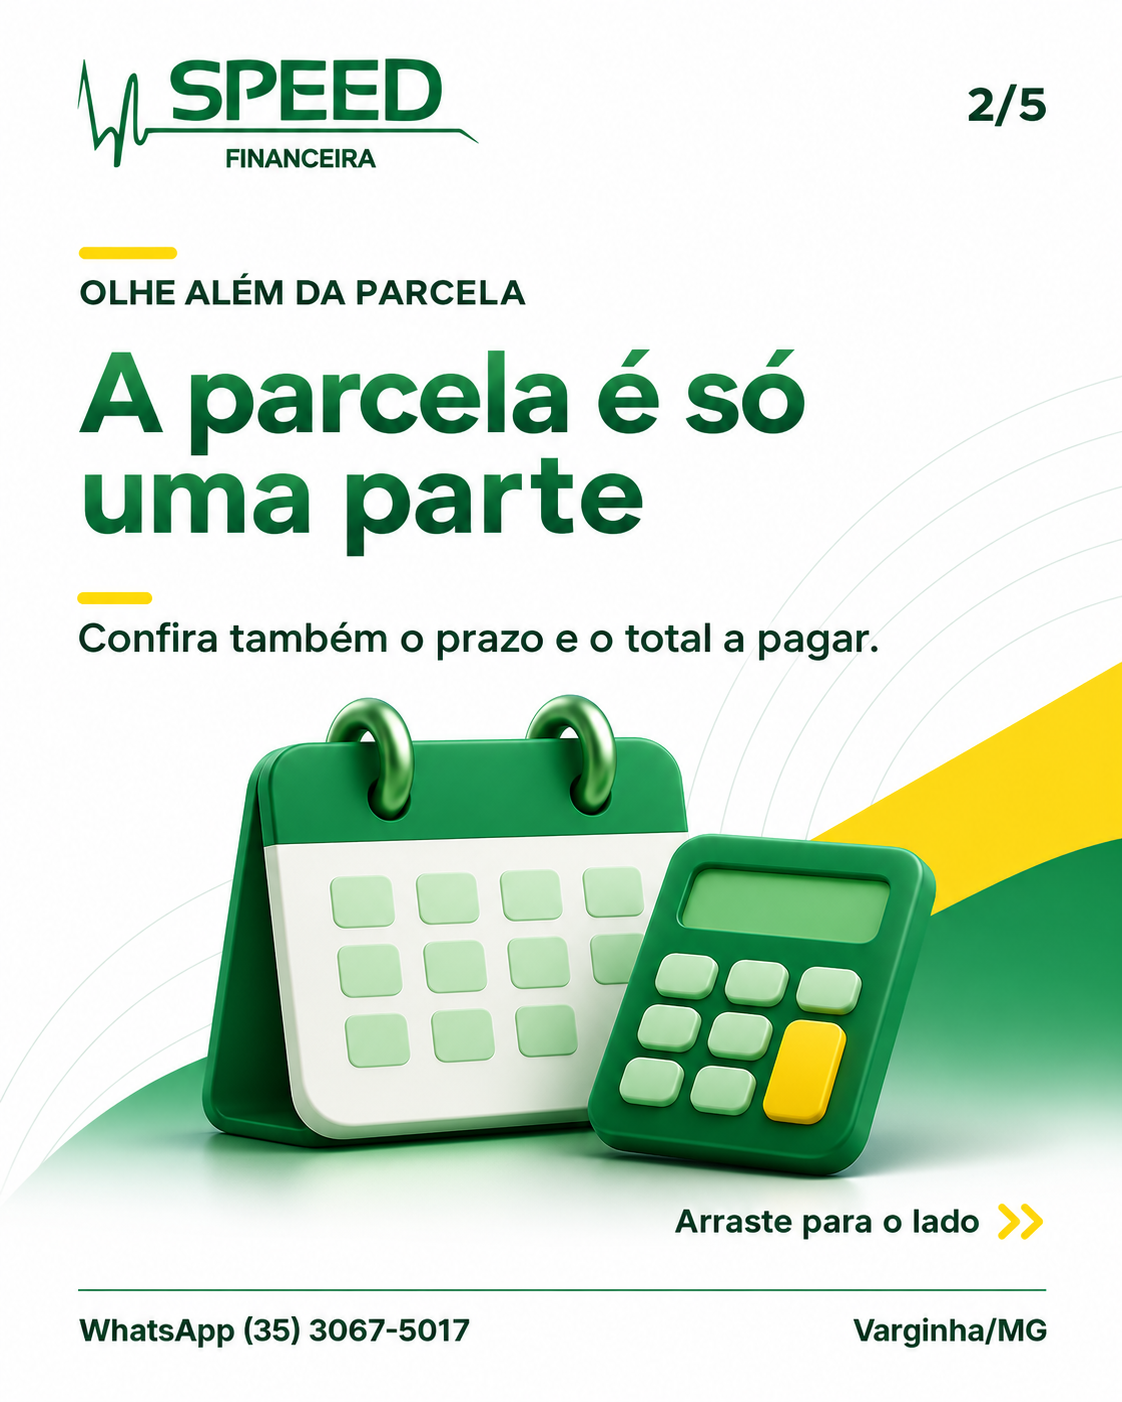 SPEED
FINANCEIRA
2/5
OLHE ALÉM DA PARCELA
A parcela é só
uma parte
Confira também o prazo e o total a pagar.
Arraste para o lado
WhatsApp (35) 3067-5017
Varginha/MG